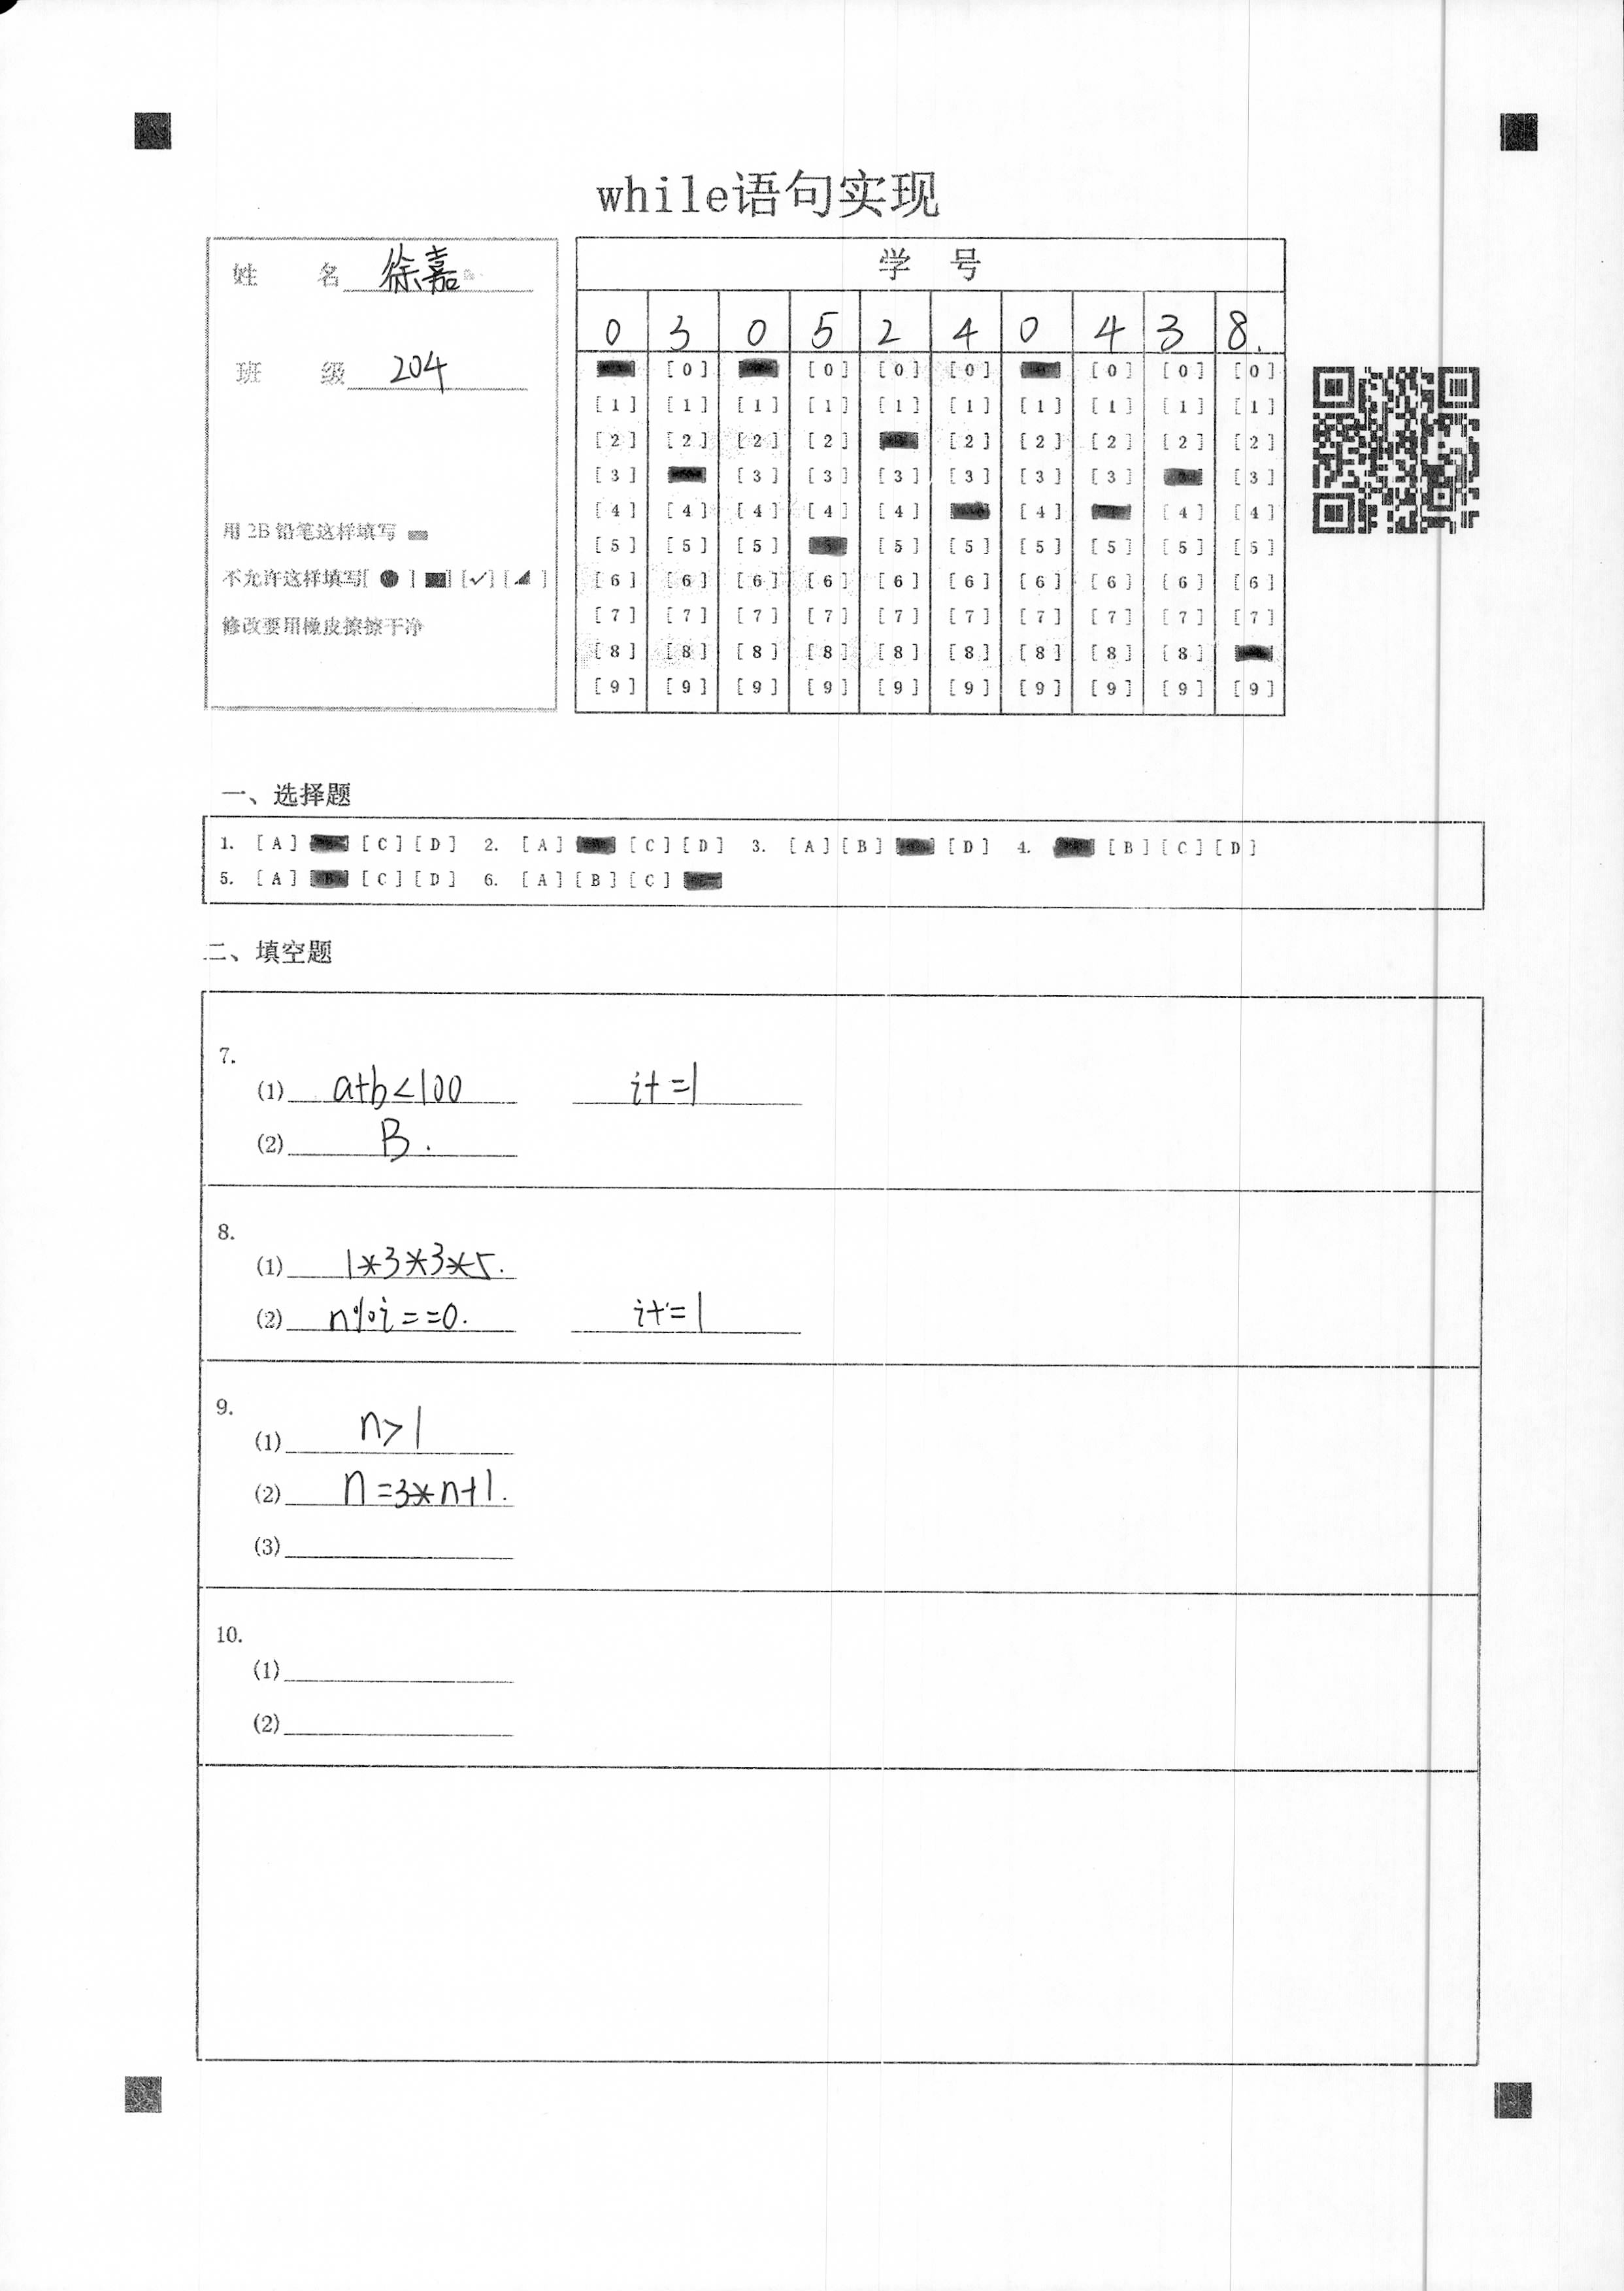 while语句实现
姓 名 徐嘉
班 级 204
用 2B 铅笔这样填写
不允许这样填写[ ● ] ■] [✓] [◢ ]
修改要用橡皮擦擦干净
学 号
0 3 0 5 2 4 0 4 3 8.
[0] [0] [0] [0] [0] [0] [0]
[1] [1] [1] [1] [1] [1] [1] [1] [1] [1]
[2] [2] [2] [2] [2] [2] [2] [2] [2]
[3] [3] [3] [3] [3] [3] [3] [3]
[4] [4] [4] [4] [4] [4] [4] [4]
[5] [5] [5] [5] [5] [5] [5] [5] [5] [5]
[6] [6] [6] [6] [6] [6] [6] [6] [6] [6]
[7] [7] [7] [7] [7] [7] [7] [7] [7] [7]
[8] [8] [8] [8] [8] [8] [8] [8] [8]
[9] [9] [9] [9] [9] [9] [9] [9] [9] [9]
一、选择题
1. [A] [C] [D] 2. [A] [C] [D] 3. [A] [B] [D] 4. [B] [C] [D]
5. [A] [B] [C] [D] 6. [A] [B] [C]
二、填空题
7.
(1) a+b<100 i+=1
(2) B.
8.
(1) 1*3*3*5.
(2) n%i==0. i+=1
9.
(1) n>1
(2) n=3*n+1.
(3)
10.
(1)
(2)